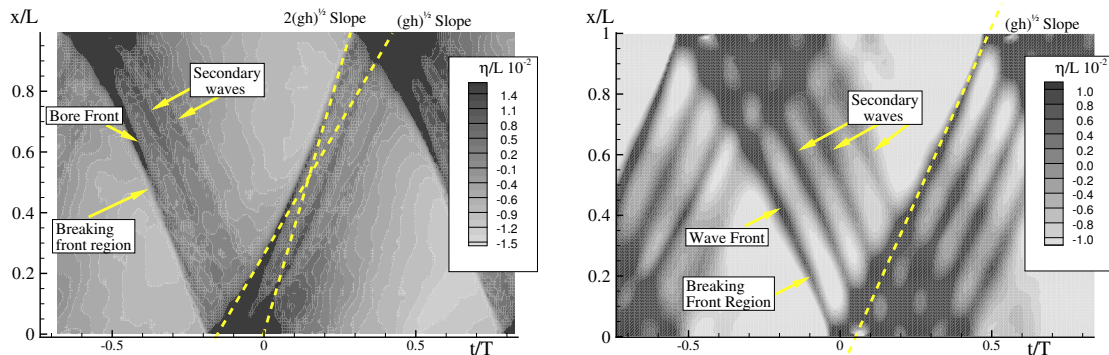 x/L
2(gh)^½ Slope
(gh)^½ Slope
1
0.8
0.6
0.4
0.2
0
-0.5
0
0.5
t/T
Secondary
waves
Bore Front
Breaking
front region
η/L 10⁻²
1.4
1.1
0.8
0.5
0.2
-0.1
-0.4
-0.6
-0.9
-1.2
-1.5
x/L
(gh)^½ Slope
1
0.8
0.6
0.4
0.2
0
-0.5
0
0.5
t/T
Secondary
waves
Wave Front
Breaking
Front Region
η/L 10⁻²
1.0
0.8
0.6
0.4
0.2
0.0
-0.2
-0.4
-0.6
-0.8
-1.0